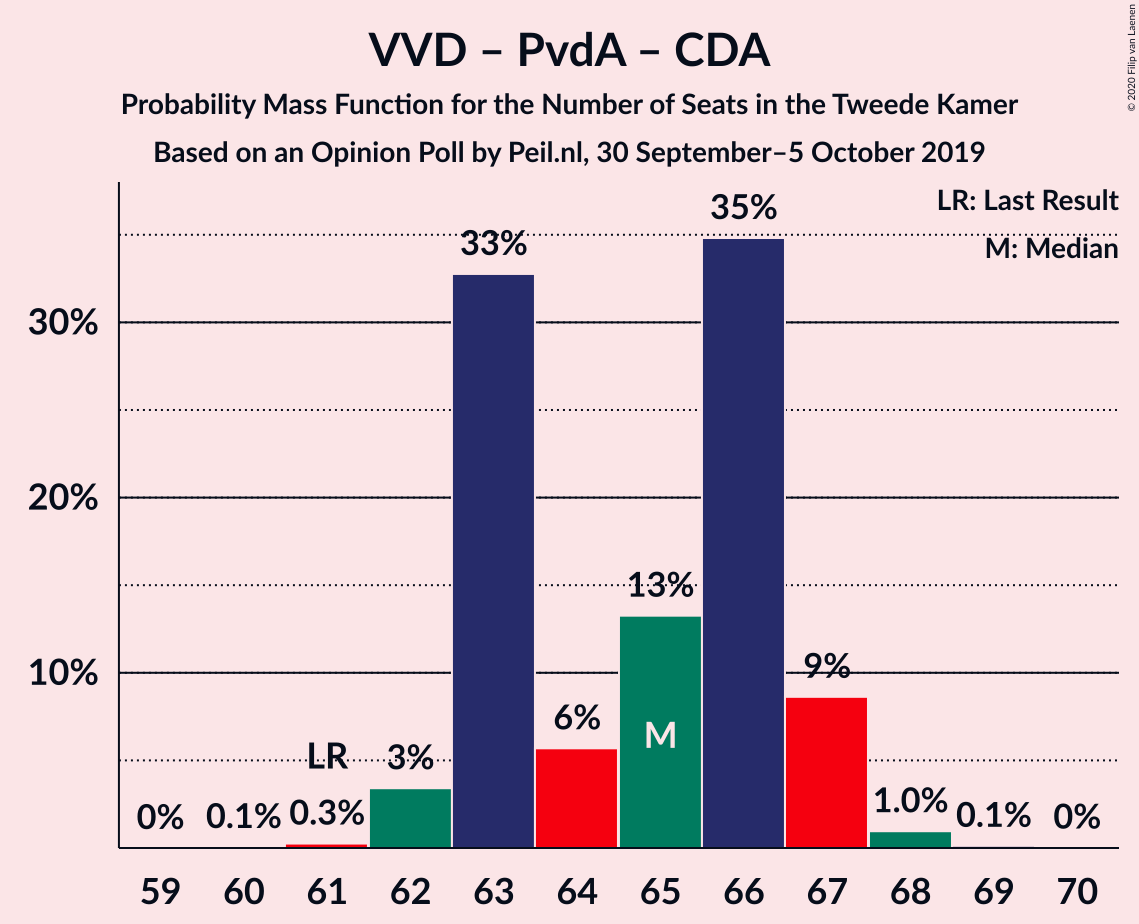 VVD – PvdA – CDA
Probability Mass Function for the Number of Seats in the Tweede Kamer
Based on an Opinion Poll by Peil.nl, 30 September–5 October 2019
© 2020 Filip van Laenen
LR: Last Result
M: Median
30%
20%
10%
0%
0.1%
LR
0.3%
3%
33%
6%
13%
M
35%
9%
1.0%
0.1%
0%
59 60 61 62 63 64 65 66 67 68 69 70